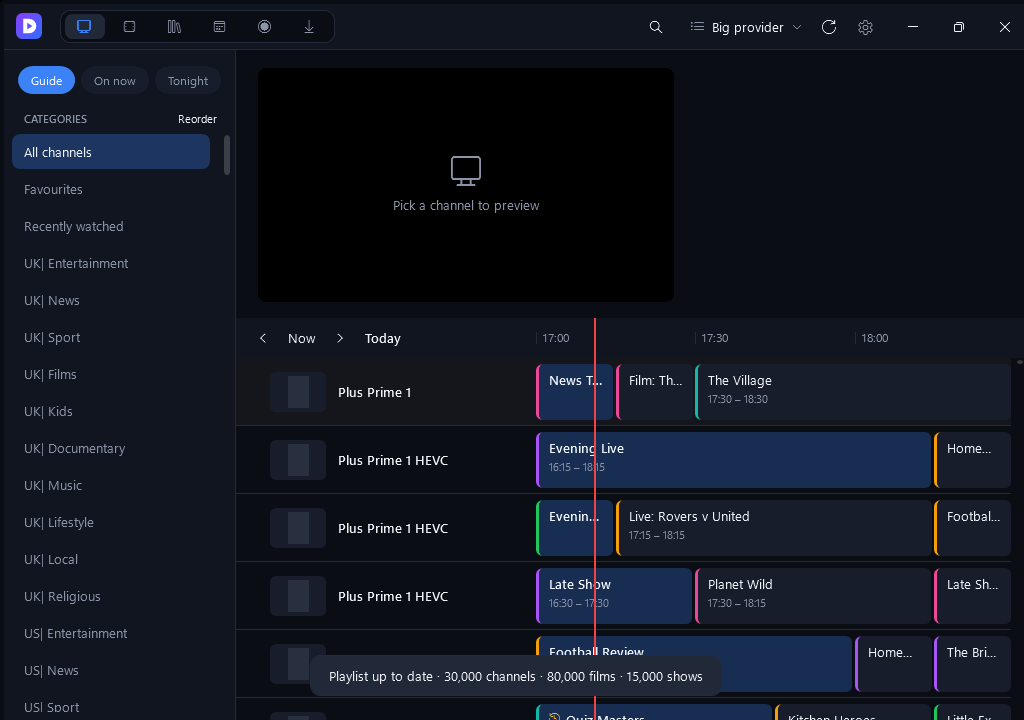 Big provider
Guide
On now
Tonight
CATEGORIES
Reorder
All channels
Favourites
Recently watched
UK| Entertainment
UK| News
UK| Sport
UK| Films
UK| Kids
UK| Documentary
UK| Music
UK| Lifestyle
UK| Local
UK| Religious
US| Entertainment
US| News
US| Sport
Pick a channel to preview
Now
Today
17:00
17:30
18:00
Plus Prime 1
News T...
Film: Th...
The Village
17:30 – 18:30
Plus Prime 1 HEVC
Evening Live
16:15 – 18:15
Home...
Plus Prime 1 HEVC
Evenin...
Live: Rovers v United
17:15 – 18:15
Footbal...
Plus Prime 1 HEVC
Late Show
16:30 – 17:30
Planet Wild
17:30 – 18:15
Late Sh...
Football Review
Home...
The Bri...
Playlist up to date · 30,000 channels · 80,000 films · 15,000 shows
Quiz Masters
Kitchen Heroes
Little Ex...